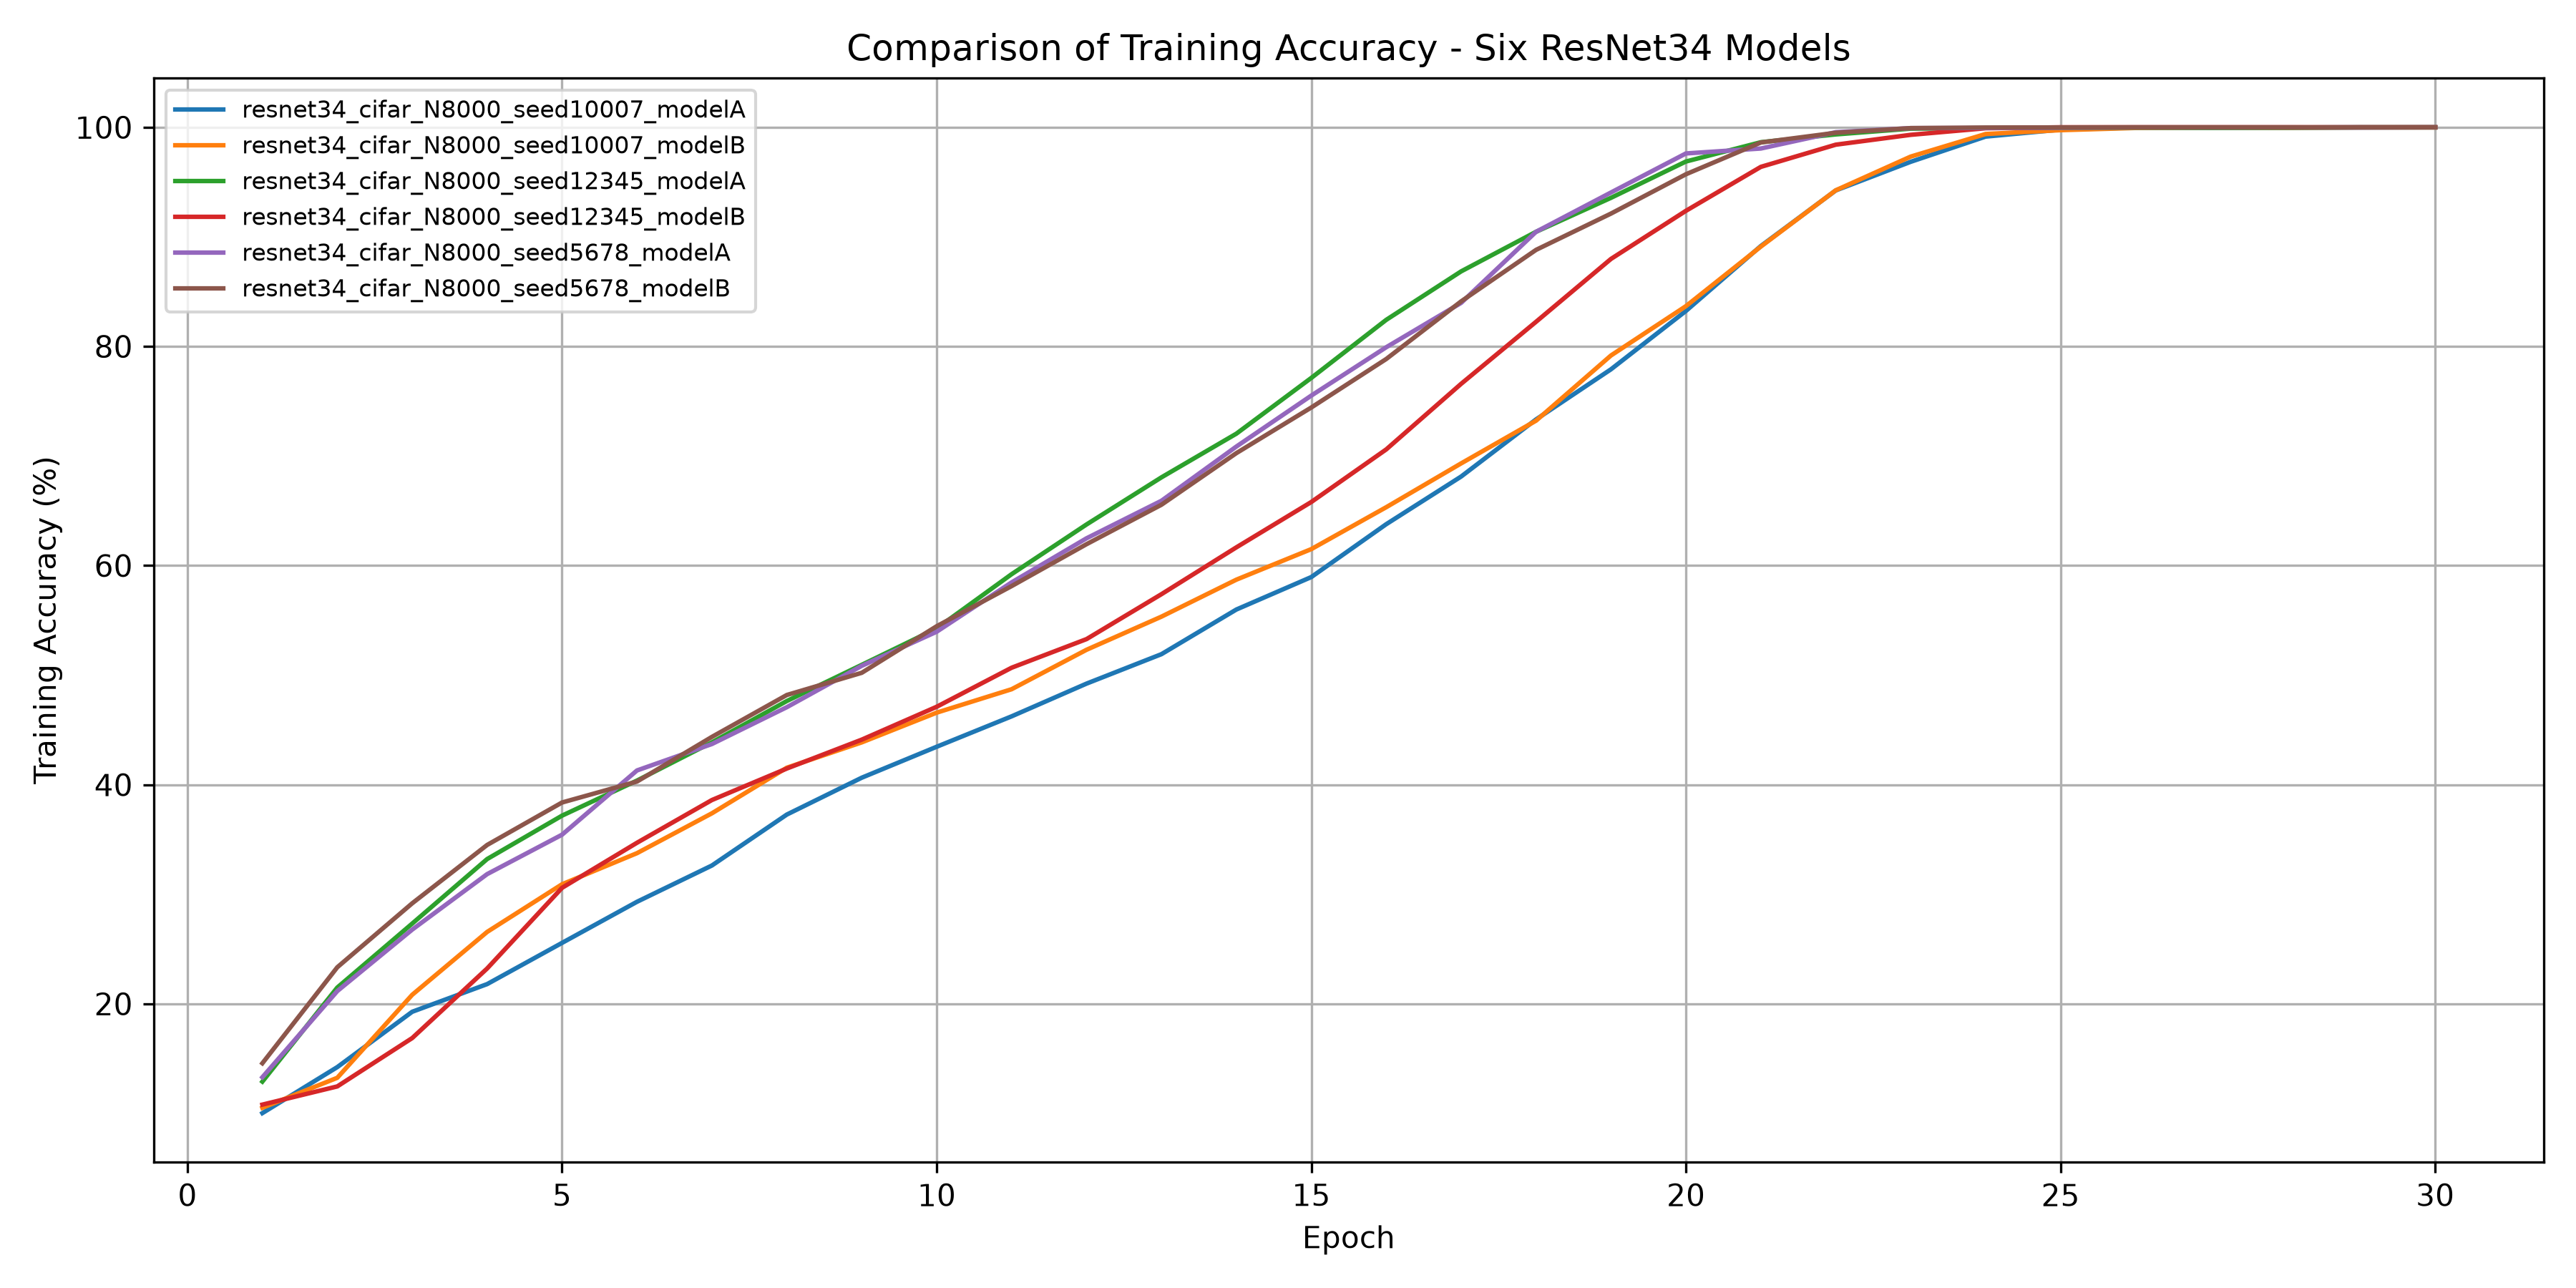 Comparison of Training Accuracy - Six ResNet34 Models
resnet34_cifar_N8000_seed10007_modelA
resnet34_cifar_N8000_seed10007_modelB
resnet34_cifar_N8000_seed12345_modelA
resnet34_cifar_N8000_seed12345_modelB
resnet34_cifar_N8000_seed5678_modelA
resnet34_cifar_N8000_seed5678_modelB
Training Accuracy (%)
100
80
60
40
20
0 5 10 15 20 25 30
Epoch